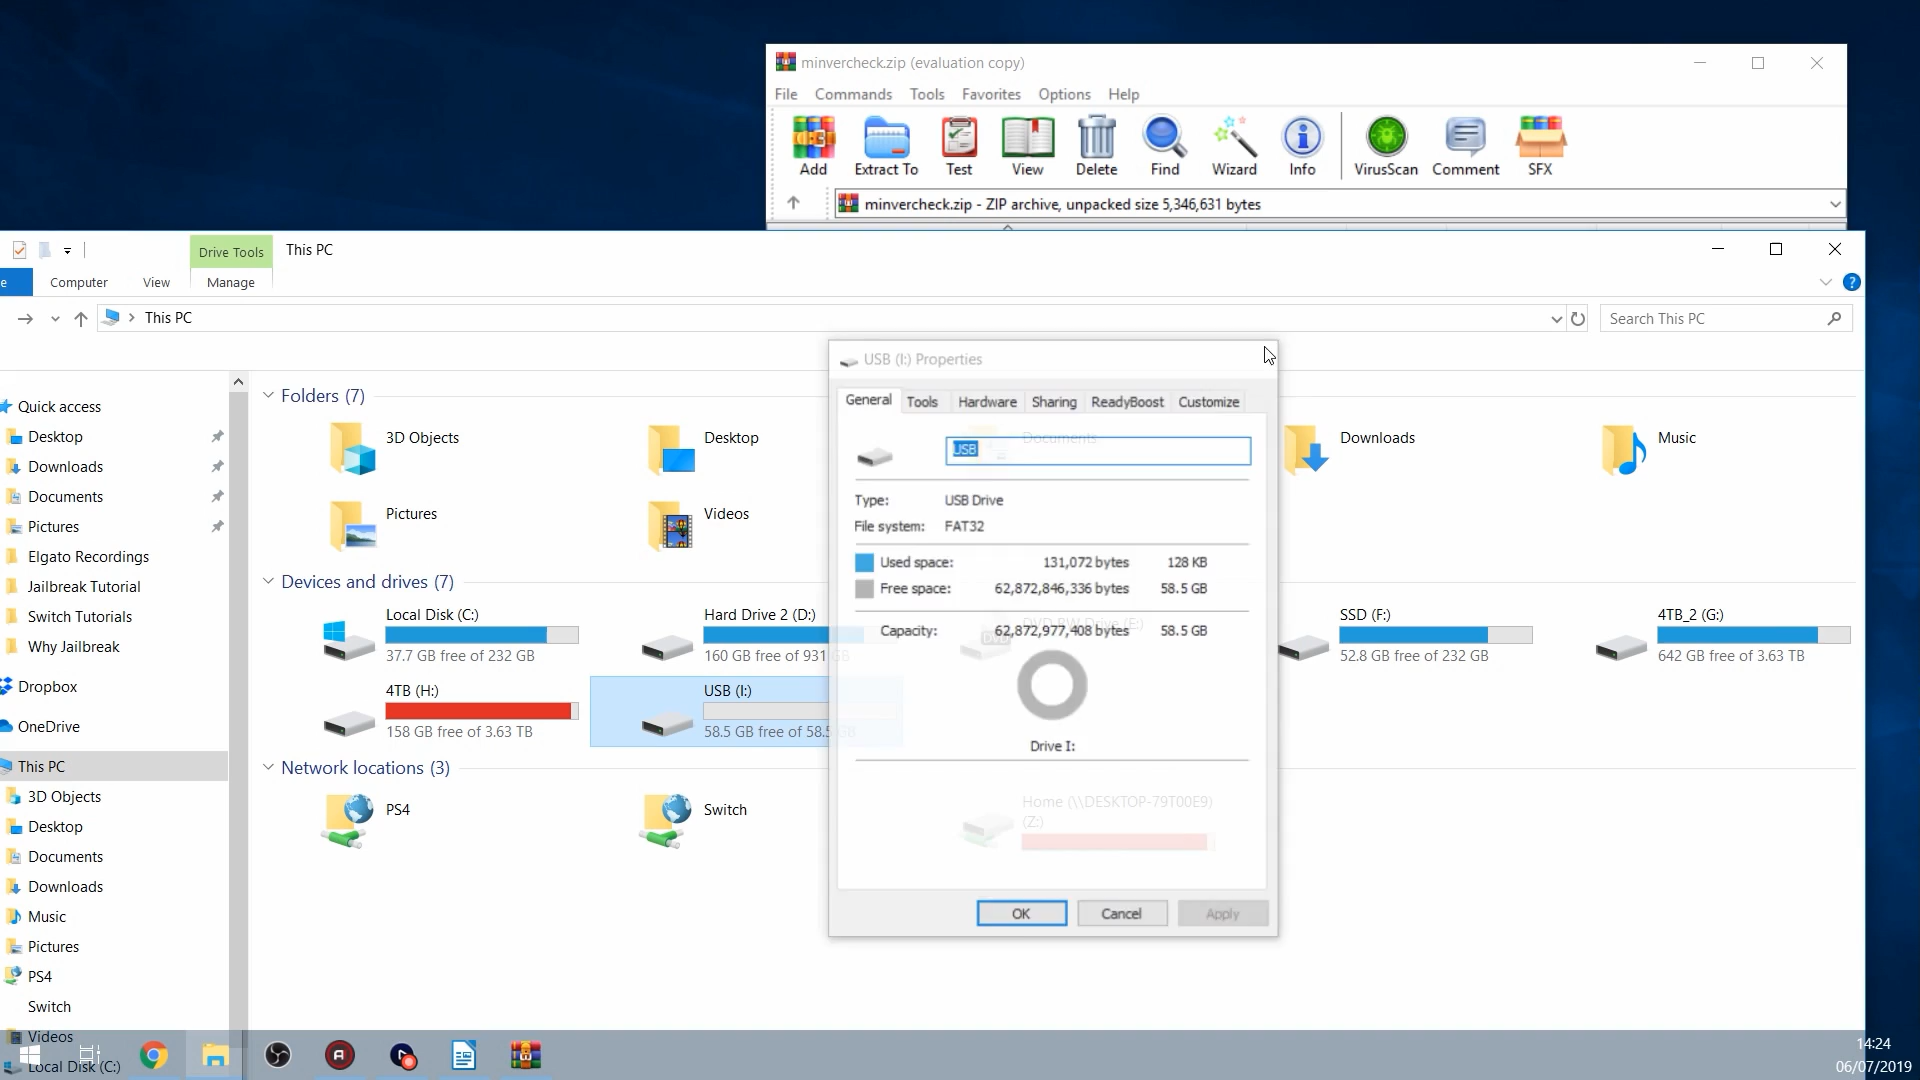 minvercheck.zip (evaluation copy)
File Commands Tools Favorites Options Help
Add Extract To Test View Delete Find Wizard Info VirusScan Comment SFX
minvercheck.zip - ZIP archive, unpacked size 5,346,631 bytes
Drive Tools This PC
e Computer View Manage
This PC
Search This PC
Quick access
Desktop
Downloads
Documents
Pictures
Elgato Recordings
Jailbreak Tutorial
Switch Tutorials
Why Jailbreak
Dropbox
OneDrive
This PC
3D Objects
Desktop
Documents
Downloads
Music
Pictures
PS4
Switch
Videos
Local Disk (C:)
Folders (7)
3D Objects
Desktop
Documents
Downloads
Music
Pictures
Videos
Devices and drives (7)
Local Disk (C:)
37.7 GB free of 232 GB
Hard Drive 2 (D:)
160 GB free of 931 GB
DVD RW Drive (E:)
SSD (F:)
52.8 GB free of 232 GB
4TB_2 (G:)
642 GB free of 3.63 TB
4TB (H:)
158 GB free of 3.63 TB
USB (I:)
58.5 GB free of 58.5 GB
Network locations (3)
PS4
Switch
Home (\\DESKTOP-79T00E9)
(Z:)
USB (I:) Properties
General Tools Hardware Sharing ReadyBoost Customize
USB
Type: USB Drive
File system: FAT32
Used space: 131,072 bytes 128 KB
Free space: 62,872,846,336 bytes 58.5 GB
Capacity: 62,872,977,408 bytes 58.5 GB
Drive I:
OK Cancel Apply
14:24
06/07/2019